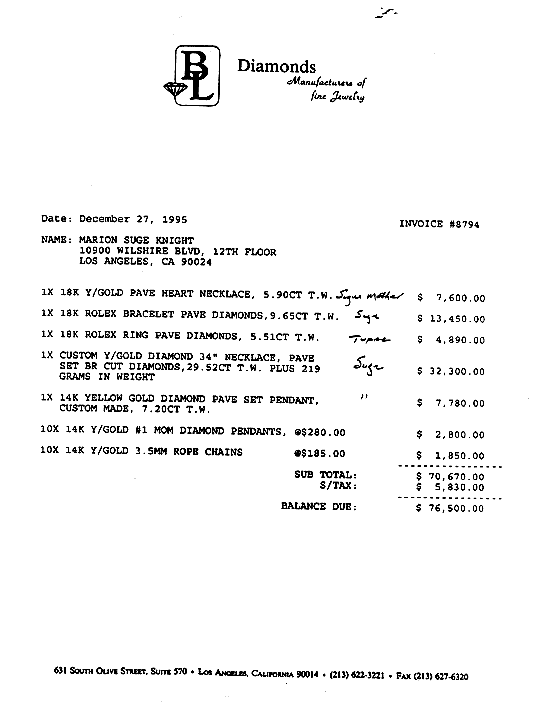 BL
Diamonds
Manufacturers of
fine Jewelry
Date: December 27, 1995
INVOICE #8794
NAME: MARION SUGE KNIGHT
10900 WILSHIRE BLVD, 12TH FLOOR
LOS ANGELES, CA 90024
1X 18K Y/GOLD PAVE HEART NECKLACE, 5.90CT T.W. Suges mother $ 7,600.00
1X 18K ROLEX BRACELET PAVE DIAMONDS,9.65CT T.W. Suge $ 13,450.00
1X 18K ROLEX RING PAVE DIAMONDS, 5.51CT T.W. Tupac $ 4,890.00
1X CUSTOM Y/GOLD DIAMOND 34" NECKLACE, PAVE
SET BR CUT DIAMONDS,29.52CT T.W. PLUS 219 Suge $ 32,300.00
GRAMS IN WEIGHT
1X 14K YELLOW GOLD DIAMOND PAVE SET PENDANT, " $ 7,780.00
CUSTOM MADE, 7.20CT T.W.
10X 14K Y/GOLD #1 MOM DIAMOND PENDANTS, @$280.00 $ 2,800.00
10X 14K Y/GOLD 3.5MM ROPE CHAINS @$185.00 $ 1,850.00
SUB TOTAL: $ 70,670.00
S/TAX: $ 5,830.00
BALANCE DUE: $ 76,500.00
631 SOUTH OLIVE STREET, SUITE 570 • LOS ANGELES, CALIFORNIA 90014 • (213) 622-3221 • FAX (213) 627-6320